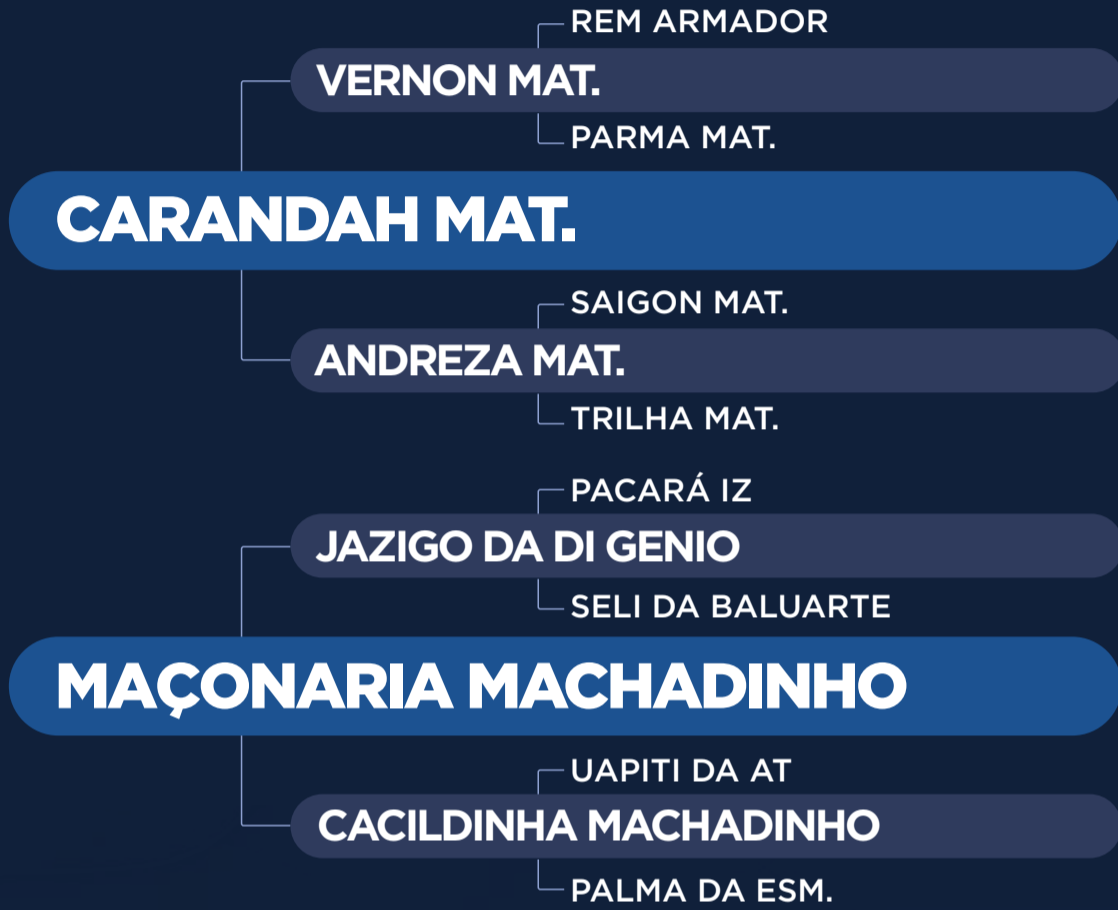 REM ARMADOR
VERNON MAT.
PARMA MAT.
CARANDAH MAT.
SAIGON MAT.
ANDREZA MAT.
TRILHA MAT.
PACARÁ IZ
JAZIGO DA DI GENIO
SELI DA BALUARTE
MAÇONARIA MACHADINHO
UAPITI DA AT
CACILDINHA MACHADINHO
PALMA DA ESM.